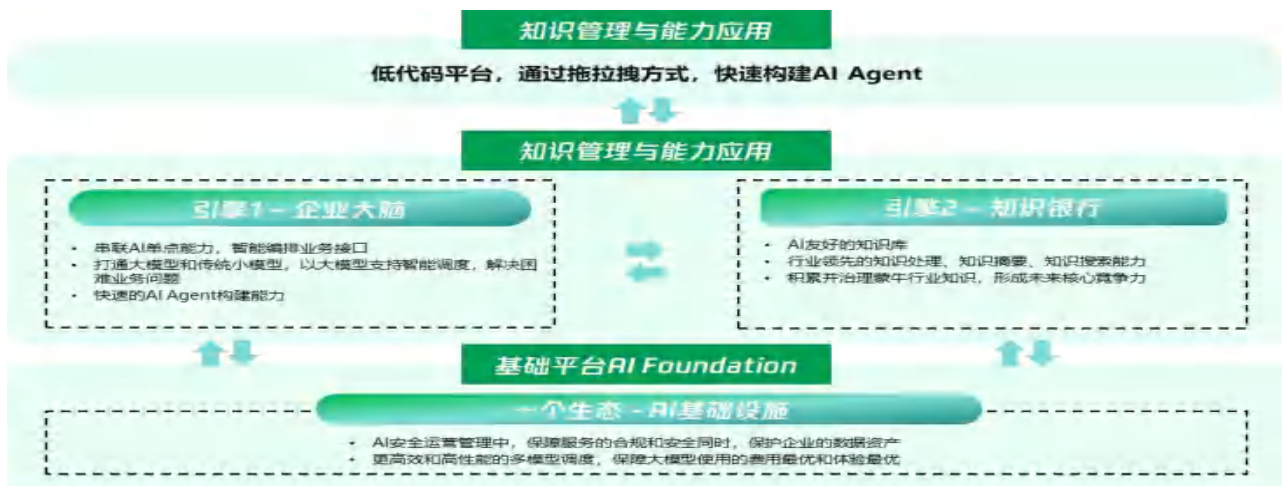 知识管理与能力应用
低代码平台，通过拖拉拽方式，快速构建AI Agent
知识管理与能力应用
引擎1 - 企业大脑
• 串联AI单点能力，智能编排业务接口
• 打通大模型和传统小模型，以大模型支持智能调度，解决困
难业务问题
• 快速的AI Agent构建能力
引擎2 - 知识银行
• AI友好的知识库
• 行业领先的知识处理、知识摘要、知识搜索能力
• 积累并治理蒙牛行业知识，形成未来核心竞争力
基础平台AI Foundation
一个生态 - AI基础设施
• AI安全运营管理中，保障服务的合规和安全同时，保护企业的数据资产
• 更高效和高性能的多模型调度，保障大模型使用的费用最优和体验最优